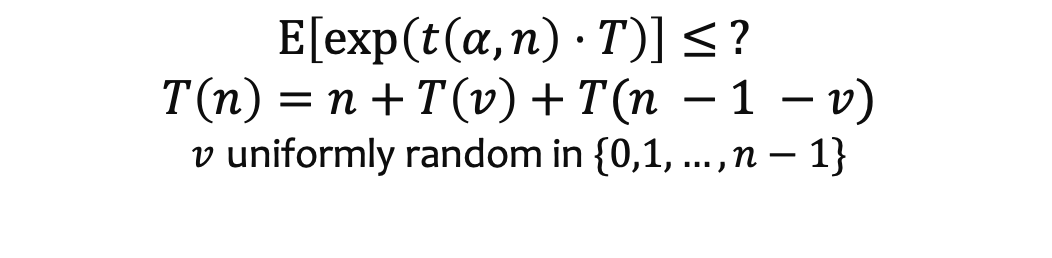 E[exp(t(α, n) · T)] ≤ ?
T(n) = n + T(v) + T(n − 1 − v)
v uniformly random in {0,1, … , n − 1}